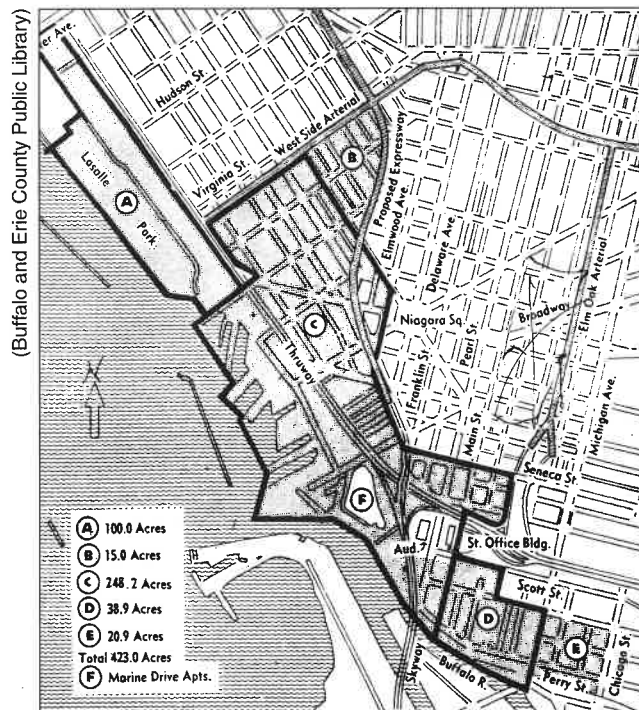 (Buffalo and Erie County Public Library)
er Ave.
Hudson St.
West Side Arterial
Virginia St.
Lasalle
Park
A
B
Proposed Expressway
Elmwood Ave.
Delaware Ave.
Niagara Sq.
Broadway
Elm Oak Arterial
C
Thruway
Franklin St.
Pearl St.
Main St.
Michigan Ave.
Seneca St.
F
Aud.
St. Office Bldg.
Scott St.
D
E
Skyway
Buffalo R.
Perry St.
Chicago St.
A 100.0 Acres
B 15.0 Acres
C 248.2 Acres
D 38.9 Acres
E 20.9 Acres
Total 423.0 Acres
F Marine Drive Apts.